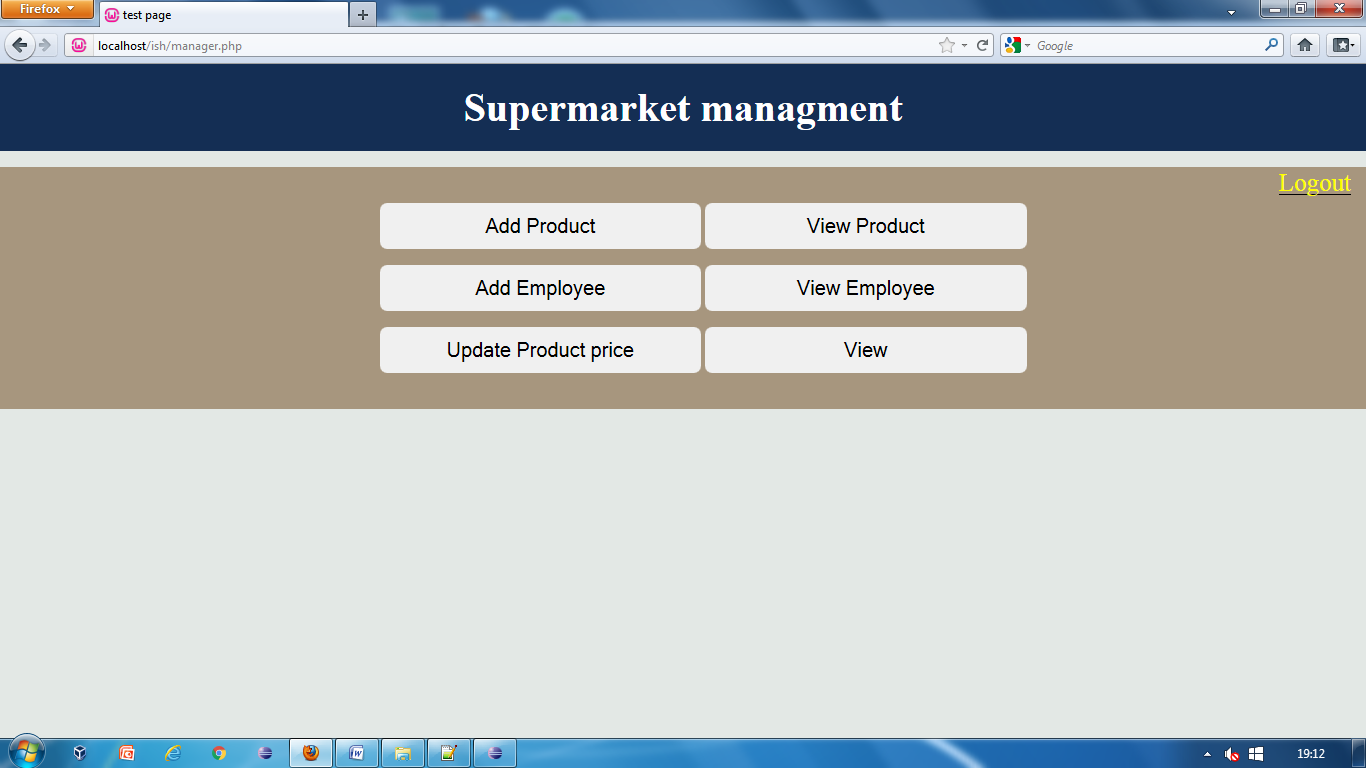 Firefox
test page
localhost/ish/manager.php
Google
Supermarket managment
Logout
Add Product
View Product
Add Employee
View Employee
Update Product price
View
19:12